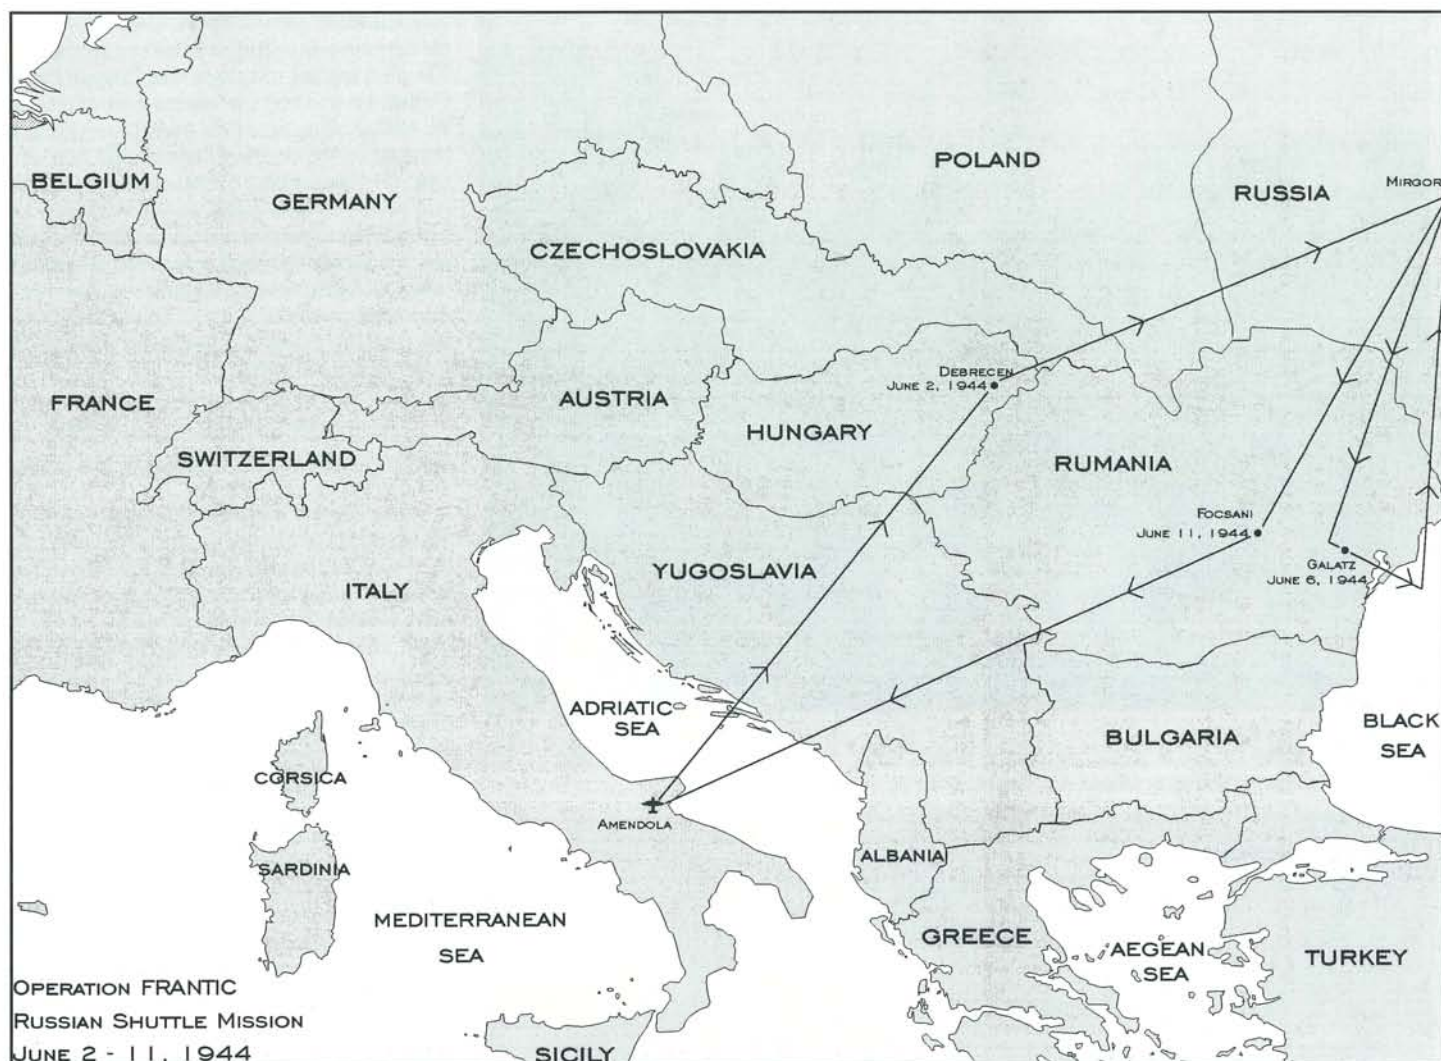 POLAND
RUSSIA
MIRGOR
BELGIUM
GERMANY
CZECHOSLOVAKIA
DEBRECEN
JUNE 2, 1944
FRANCE
AUSTRIA
HUNGARY
SWITZERLAND
RUMANIA
FOCSANI
JUNE 11, 1944
GALATZ
JUNE 6, 1944
ITALY
YUGOSLAVIA
ADRIATIC
SEA
BULGARIA
BLACK
SEA
CORSICA
AMENDOLA
SARDINIA
ALBANIA
MEDITERRANEAN
SEA
GREECE
AEGEAN
SEA
TURKEY
OPERATION FRANTIC
RUSSIAN SHUTTLE MISSION
JUNE 2 - 11, 1944
SICILY